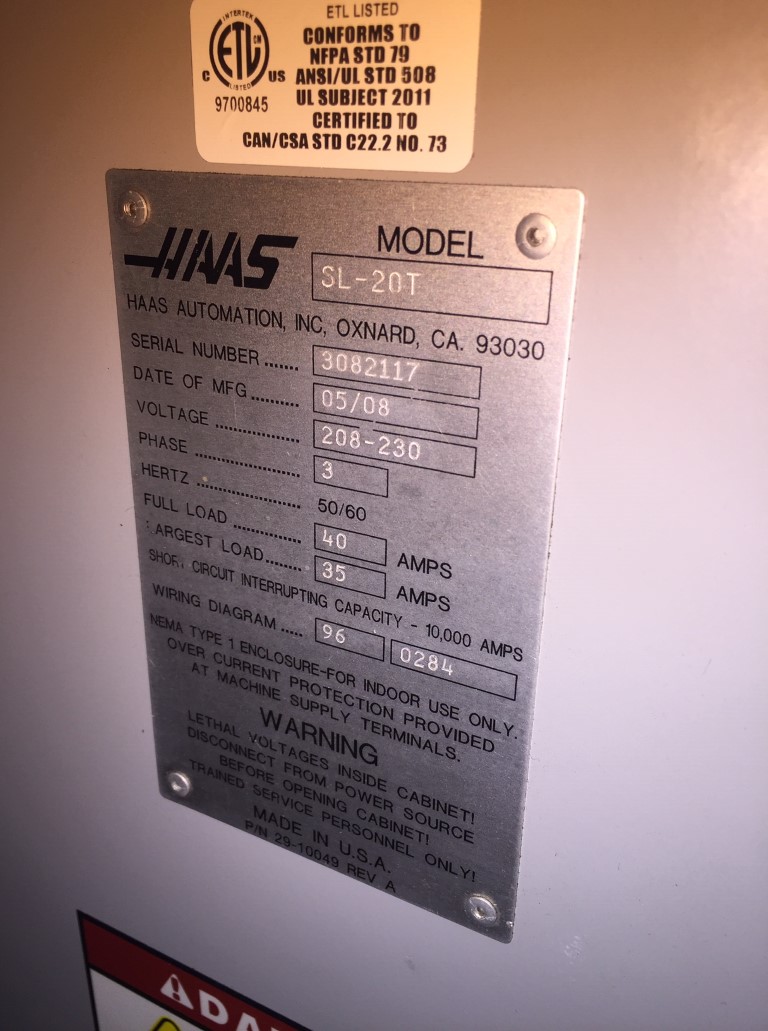 ETL LISTED
CONFORMS TO
NFPA STD 79
ANSI/UL STD 508
UL SUBJECT 2011
CERTIFIED TO
CAN/CSA STD C22.2 NO. 73
INTERTEK
ETL CM
LISTED
C US
9700845
HAAS
MODEL
SL-20T
HAAS AUTOMATION, INC, OXNARD, CA. 93030
SERIAL NUMBER ....... 3082117
DATE OF MFG ......... 05/08
VOLTAGE ............... 208-230
PHASE ................... 3
HERTZ ................... 50/60
FULL LOAD ............ 40 AMPS
LARGEST LOAD....... 35 AMPS
SHORT CIRCUIT INTERRUPTING CAPACITY - 10,000 AMPS
WIRING DIAGRAM ..... 96 0284
NEMA TYPE 1 ENCLOSURE-FOR INDOOR USE ONLY.
OVER CURRENT PROTECTION PROVIDED
AT MACHINE SUPPLY TERMINALS.
WARNING
LETHAL VOLTAGES INSIDE CABINET!
DISCONNECT FROM POWER SOURCE
BEFORE OPENING CABINET!
TRAINED SERVICE PERSONNEL ONLY!
MADE IN U.S.A.
P/N 29-10049 REV A